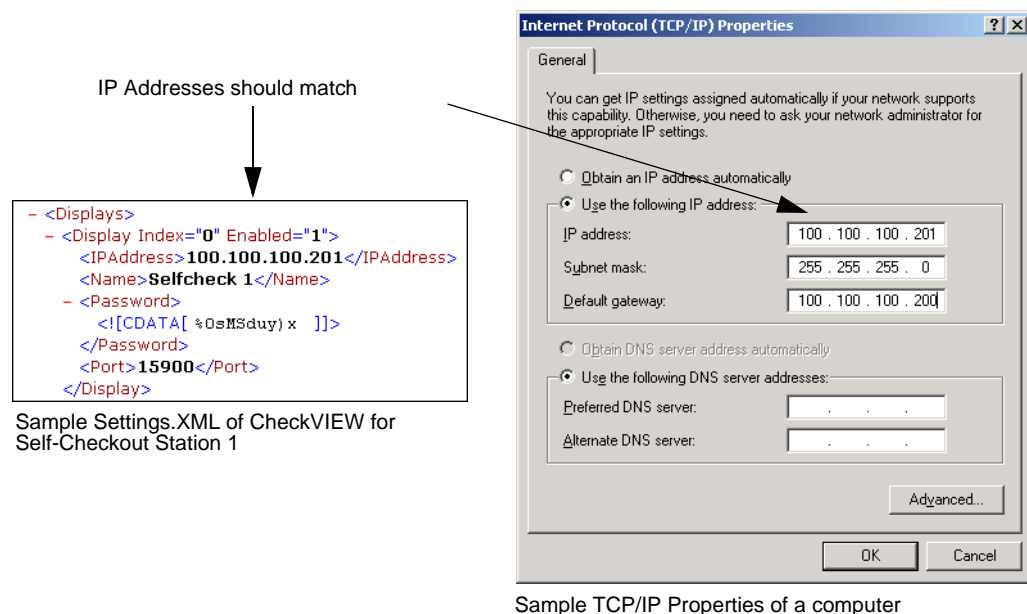 IP Addresses should match
- <Displays>
- <Display Index="0" Enabled="1">
<IPAddress>100.100.100.201</IPAddress>
<Name>Selfcheck 1</Name>
- <Password>
<![CDATA[ %OsMSduy)x ]]>
</Password>
<Port>15900</Port>
</Display>
Sample Settings.XML of CheckVIEW for
Self-Checkout Station 1
Internet Protocol (TCP/IP) Properties
General
You can get IP settings assigned automatically if your network supports
this capability. Otherwise, you need to ask your network administrator for
the appropriate IP settings.
Obtain an IP address automatically
Use the following IP address:
IP address: 100 . 100 . 100 . 201
Subnet mask: 255 . 255 . 255 . 0
Default gateway: 100 . 100 . 100 . 200
Obtain DNS server address automatically
Use the following DNS server addresses:
Preferred DNS server: . . .
Alternate DNS server: . . .
Advanced...
OK Cancel
Sample TCP/IP Properties of a computer